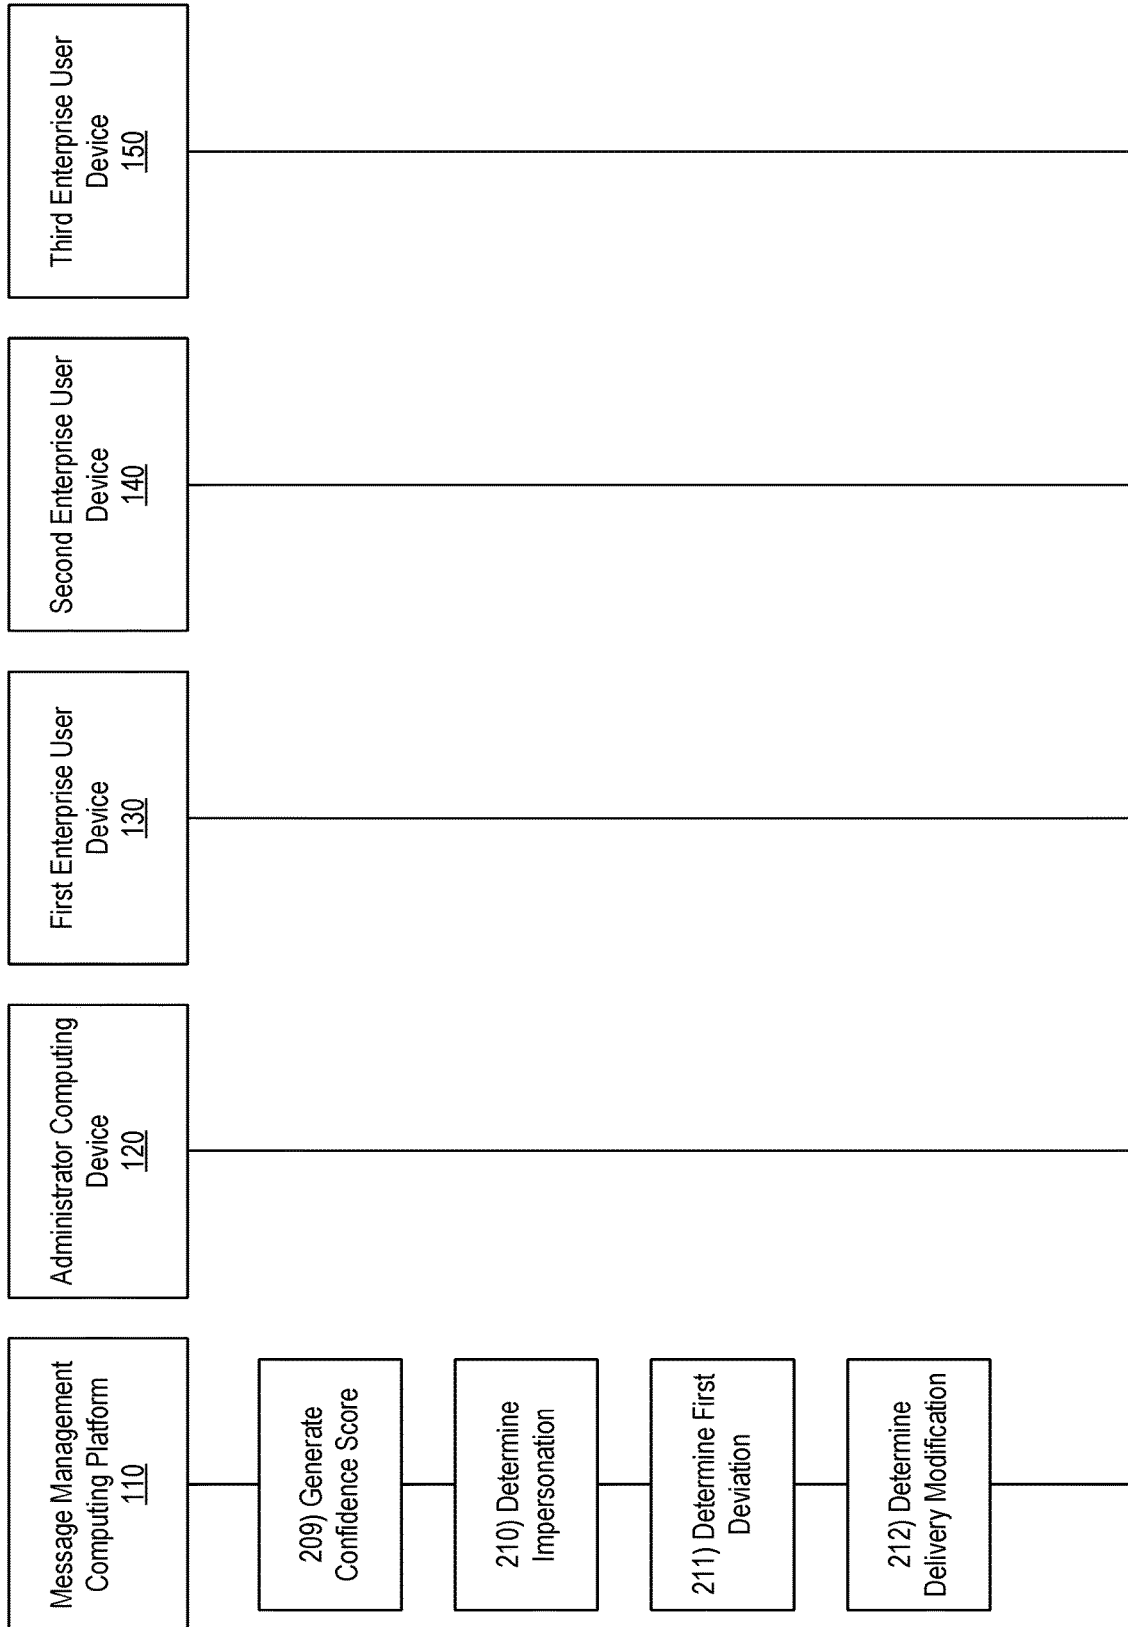 Message Management
Computing Platform
110
Administrator Computing
Device
120
First Enterprise User
Device
130
Second Enterprise User
Device
140
Third Enterprise User
Device
150
209) Generate
Confidence Score
210) Determine
Impersonation
211) Determine First
Deviation
212) Determine
Delivery Modification